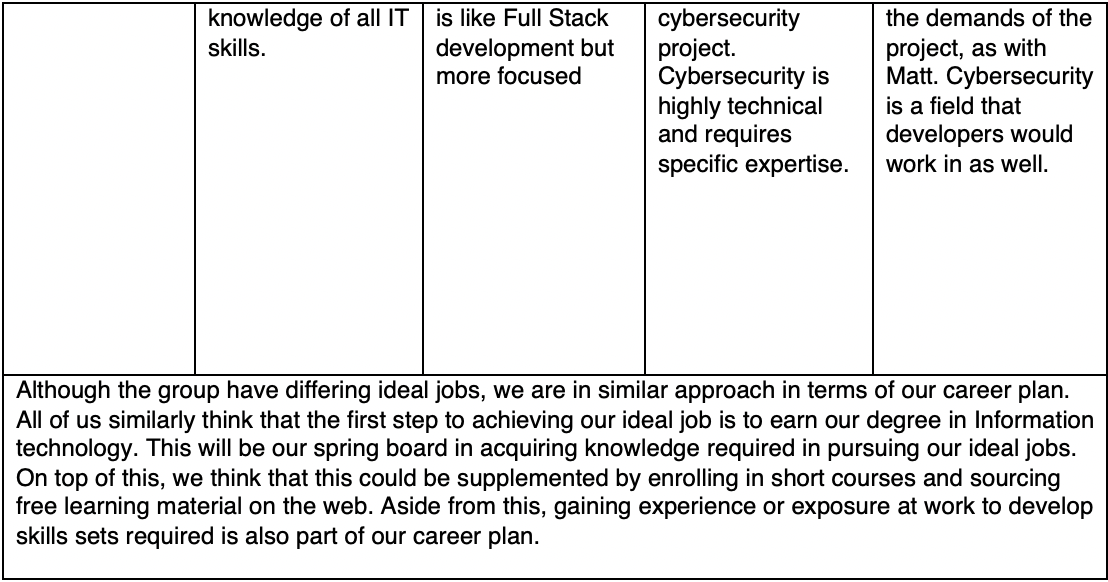 knowledge of all IT
skills.
is like Full Stack
development but
more focused
cybersecurity
project.
Cybersecurity is
highly technical
and requires
specific expertise.
the demands of the
project, as with
Matt. Cybersecurity
is a field that
developers would
work in as well.
Although the group have differing ideal jobs, we are in similar approach in terms of our career plan.
All of us similarly think that the first step to achieving our ideal job is to earn our degree in Information
technology. This will be our spring board in acquiring knowledge required in pursuing our ideal jobs.
On top of this, we think that this could be supplemented by enrolling in short courses and sourcing
free learning material on the web. Aside from this, gaining experience or exposure at work to develop
skills sets required is also part of our career plan.